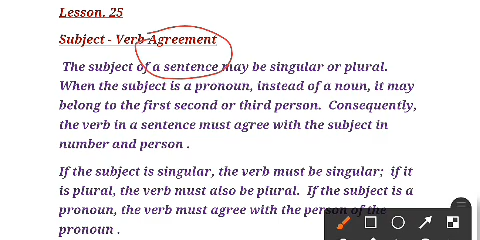 Lesson. 25
Subject - Verb Agreement
The subject of a sentence may be singular or plural.
When the subject is a pronoun, instead of a noun, it may
belong to the first second or third person. Consequently,
the verb in a sentence must agree with the subject in
number and person .
If the subject is singular, the verb must be singular; if it
is plural, the verb must also be plural. If the subject is a
pronoun, the verb must agree with the person of the
pronoun .